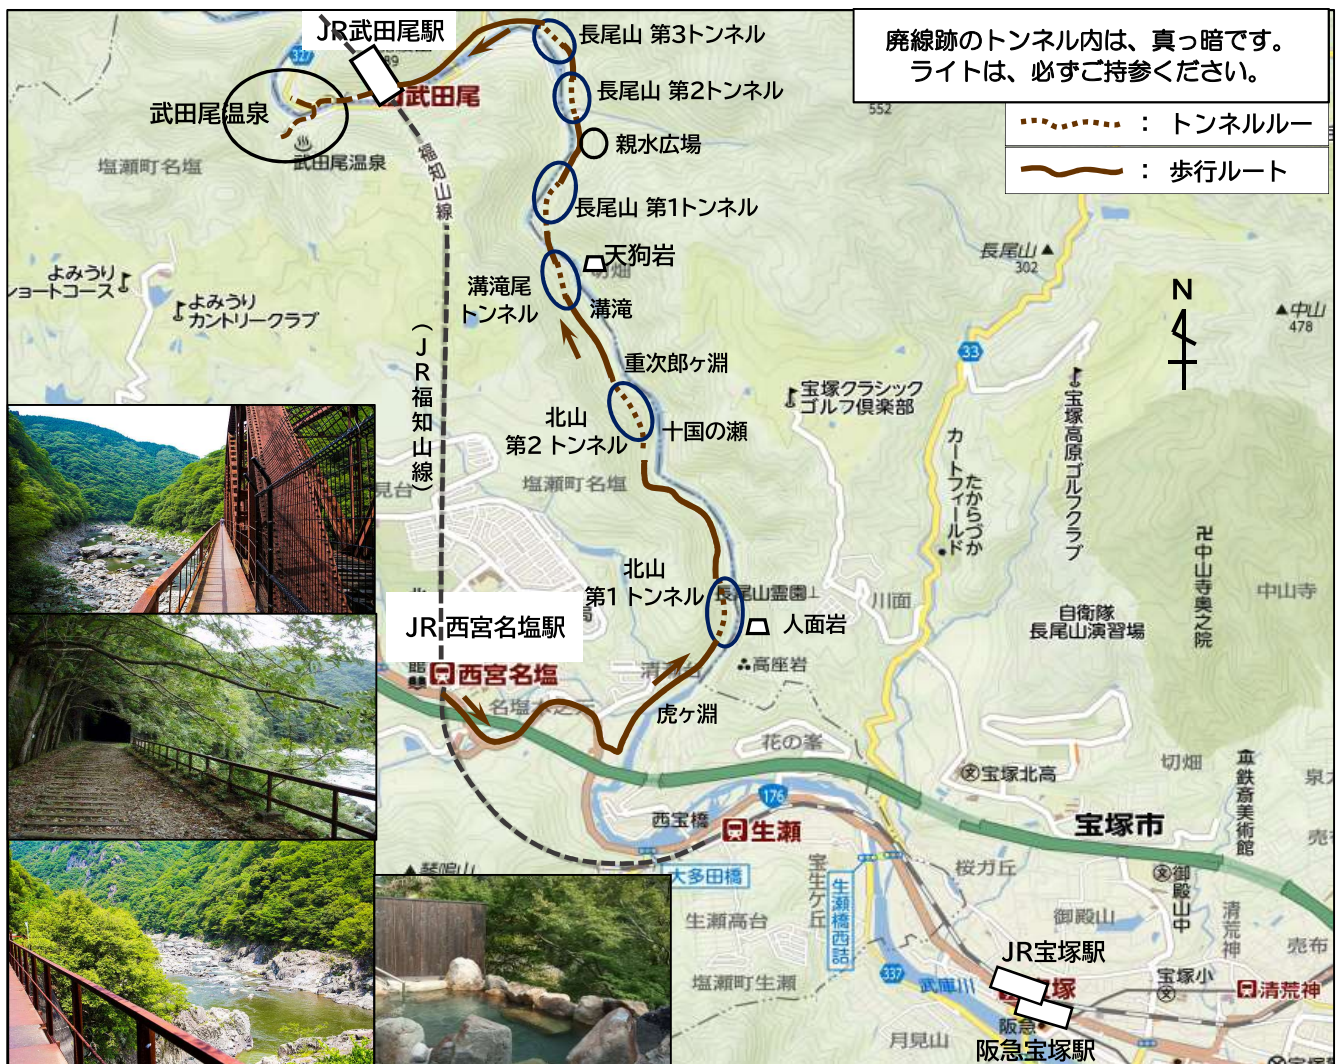 廃線跡のトンネル内は、真っ暗です。
ライトは、必ずご持参ください。
： トンネルルー
： 歩行ルート
JR武田尾駅
327
武田尾
武田尾温泉
武田尾温泉
塩瀬町名塩
福知山線
長尾山 第3トンネル
長尾山 第2トンネル
親水広場
長尾山 第1トンネル
552
天狗岩
切畑
溝滝尾
トンネル
溝滝
長尾山
302
N
中山
478
よみうり
ショートコース
よみうり
カントリークラブ
（JR福知山線）
重次郎ヶ淵
33
宝塚クラシック
ゴルフ倶楽部
宝塚高原ゴルフクラブ
北山
第2 トンネル
十国の瀬
カートフィールド
たからづか
見台
塩瀬町名塩
卍中山寺奥之院
中山寺
北山
第1 トンネル
長尾山霊園
川面
自衛隊
長尾山演習場
人面岩
高座岩
JR 西宮名塩駅
西宮名塩
虎ヶ淵
花の峯
宝塚北高
切畑
鉄斎美術館
176
西宝橋
生瀬
宝塚市
大多田橋
生瀬橋西詰
桜ガ丘
御殿山中
御殿山
清荒神
売布
生瀬高台
塩瀬町生瀬
337
武庫川
JR宝塚駅
塚
宝塚小
清荒神
阪急
月見山
阪急宝塚駅